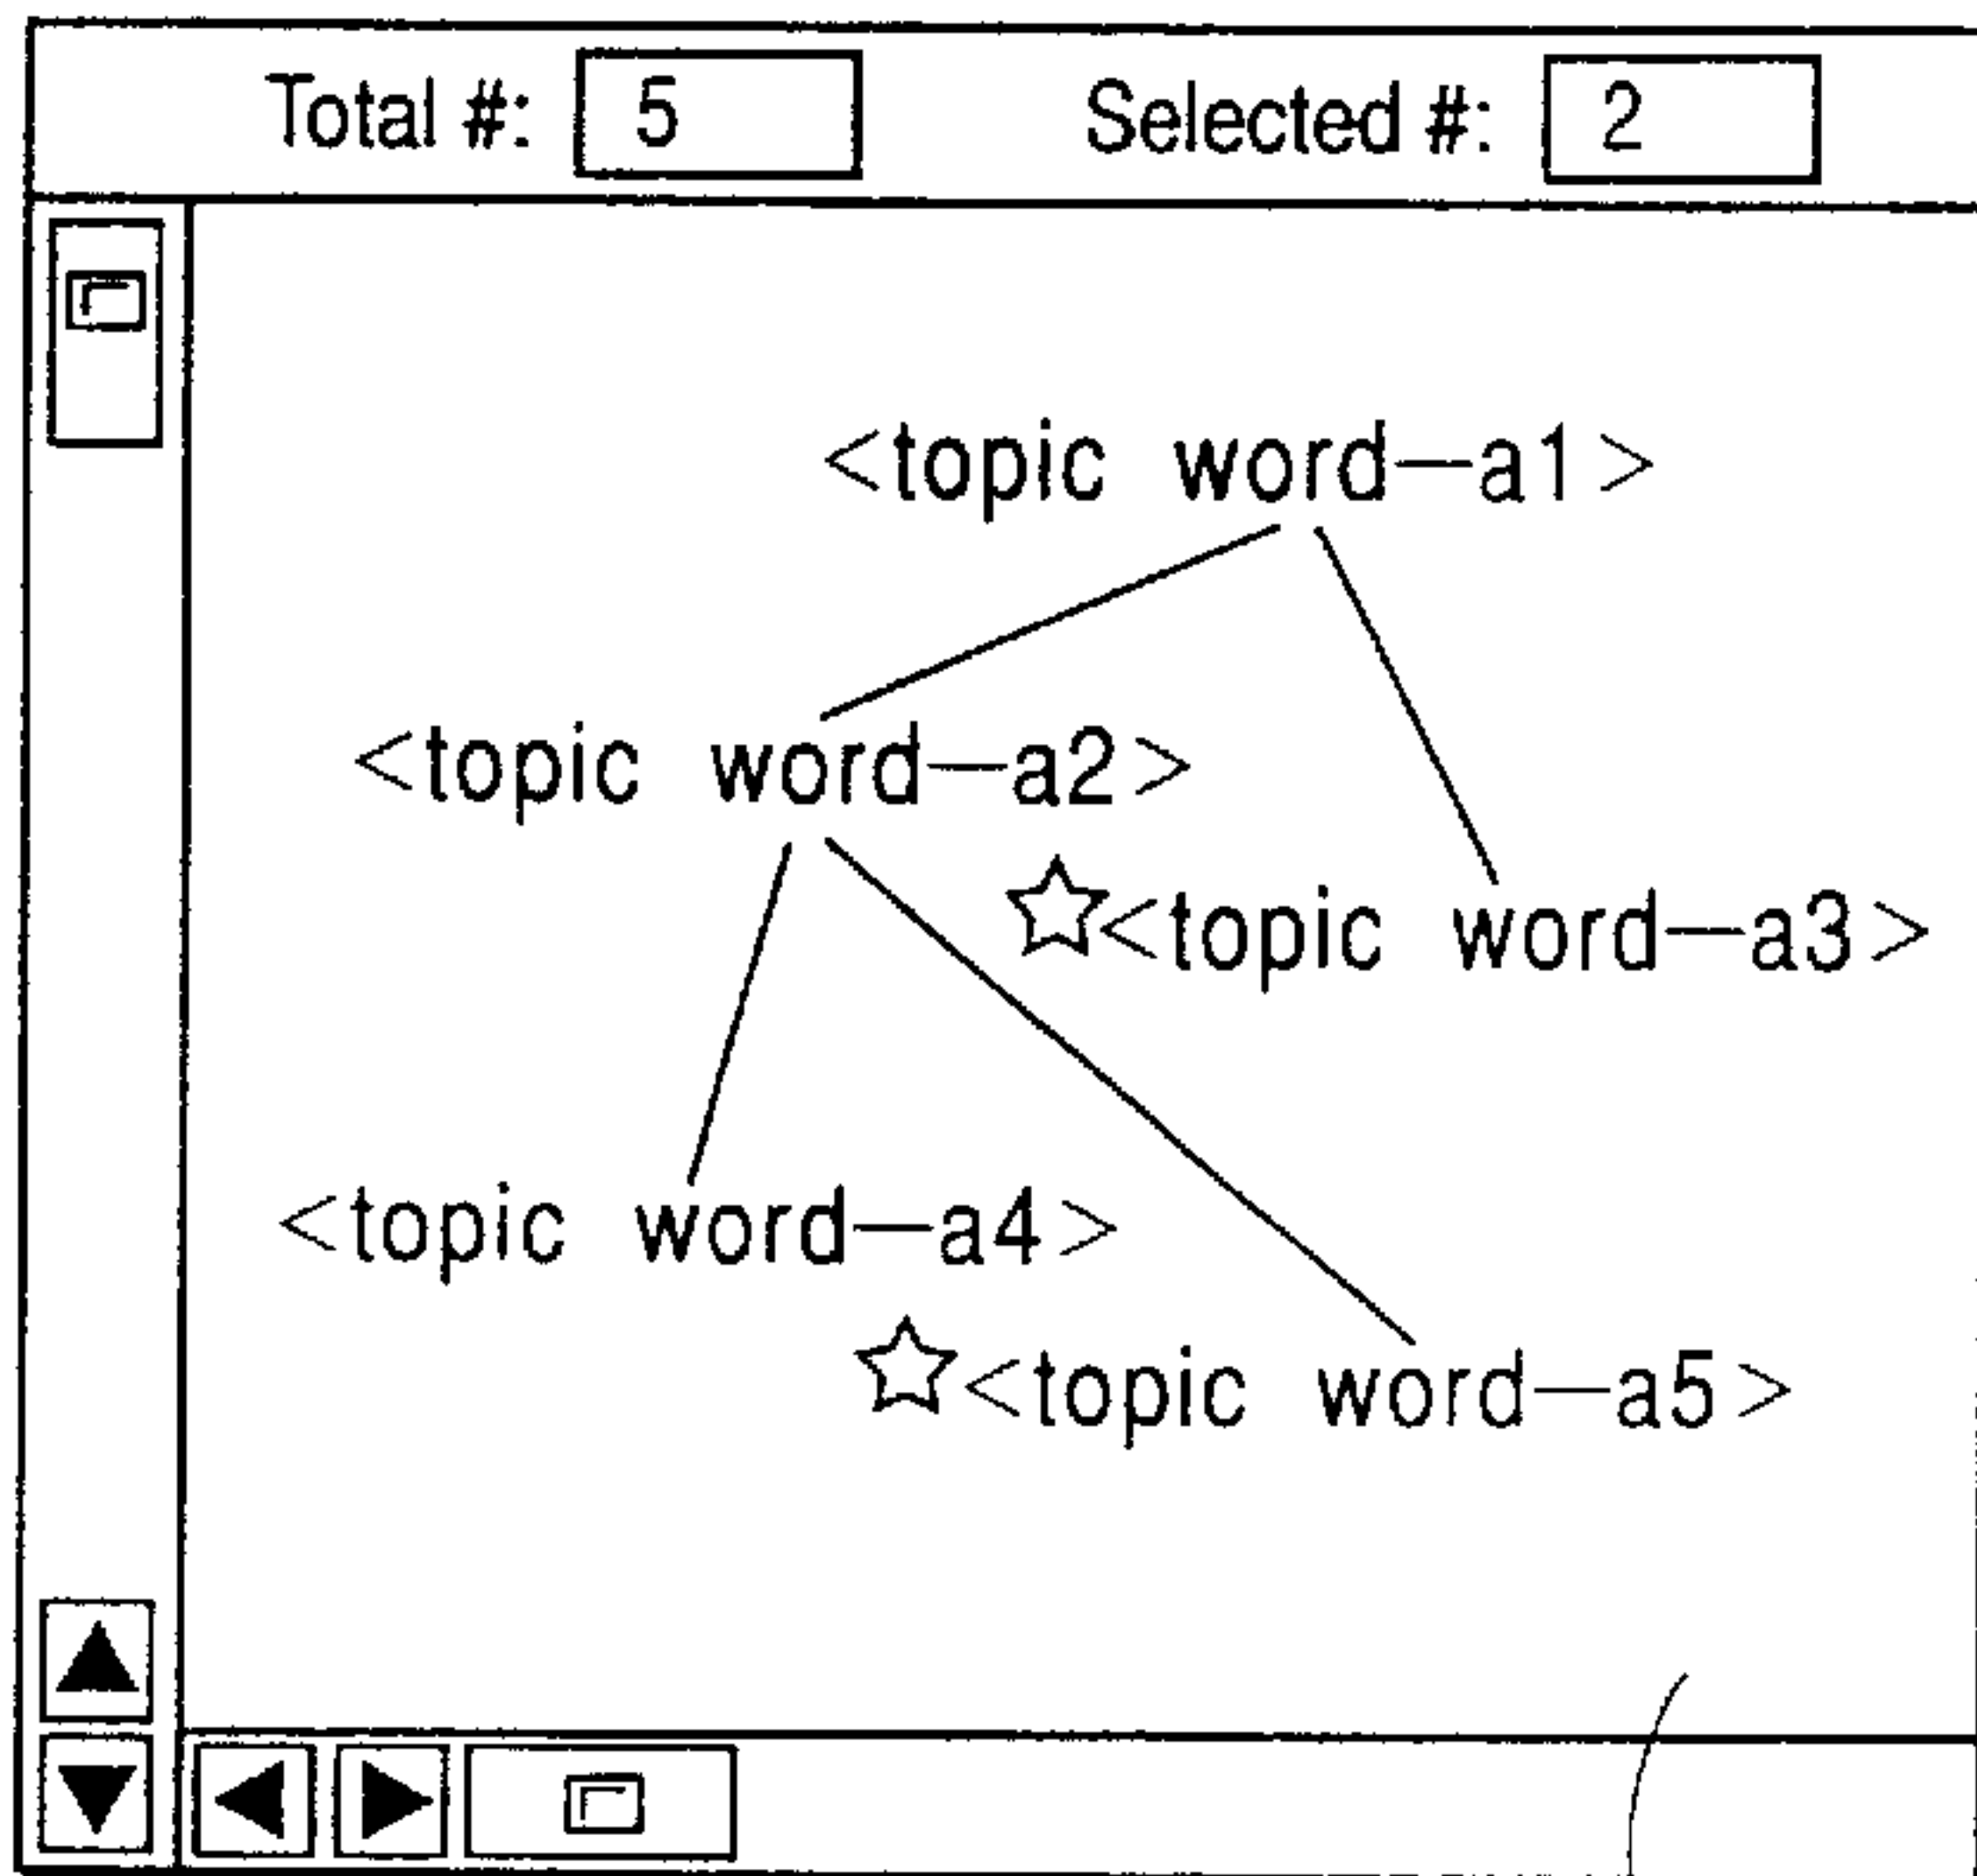 Total #: 5 Selected #: 2
<topic word—a1>
<topic word—a2>
☆<topic word—a3>
<topic word—a4>
☆<topic word—a5>